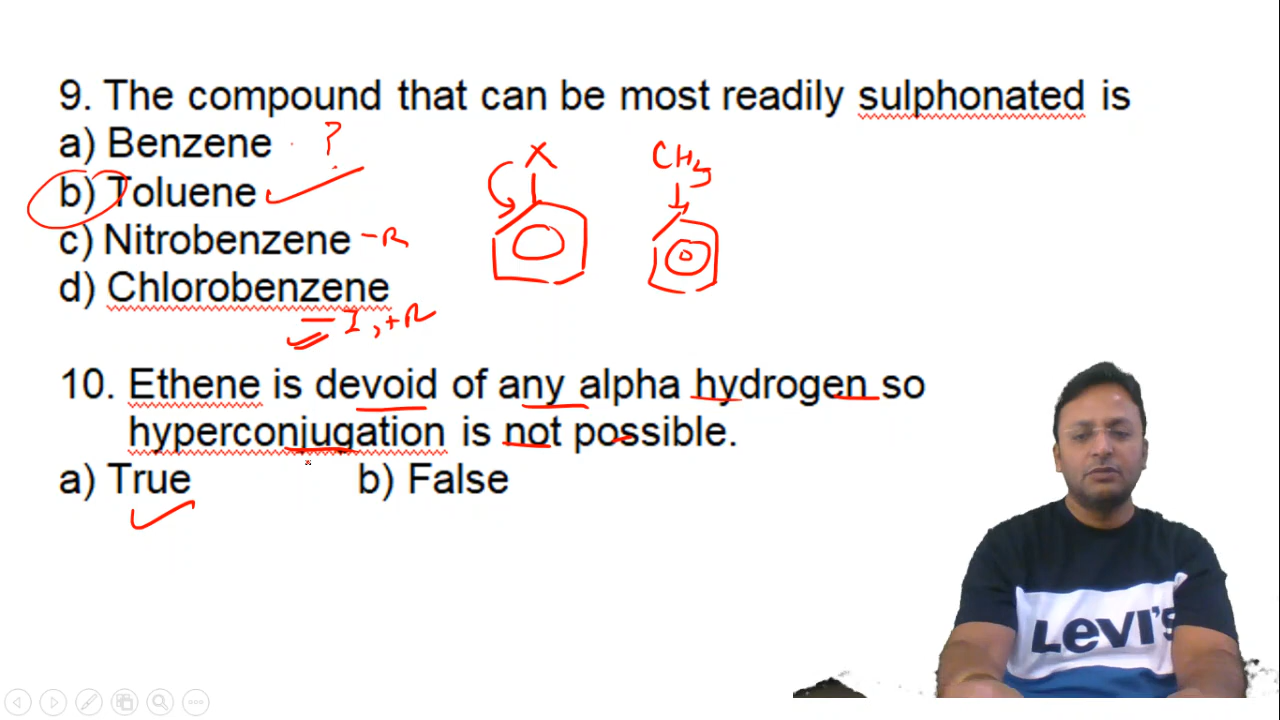 9. The compound that can be most readily sulphonated is
a) Benzene ?
b) Toluene
c) Nitrobenzene -R
d) Chlorobenzene
-I, +R
X
CH3
10. Ethene is devoid of any alpha hydrogen so
hyperconjugation is not possible.
a) True b) False
Levi's